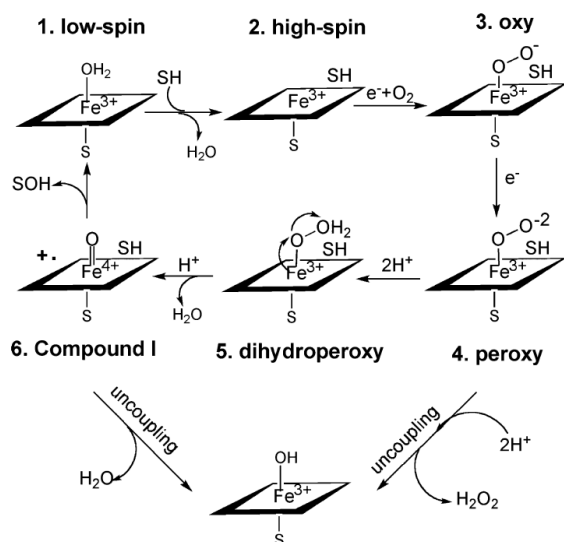 1. low-spin
2. high-spin
3. oxy
OH2
SH
Fe3+
S
H2O
SH
Fe3+
S
e-+O2
O
O-
SH
Fe3+
S
e-
SOH
+·
O
SH
Fe4+
S
H+
H2O
O
OH2
SH
Fe3+
S
2H+
O
O-2
SH
Fe3+
S
6. Compound I
5. dihydroperoxy
4. peroxy
uncoupling
H2O
OH
Fe3+
S
uncoupling
2H+
H2O2